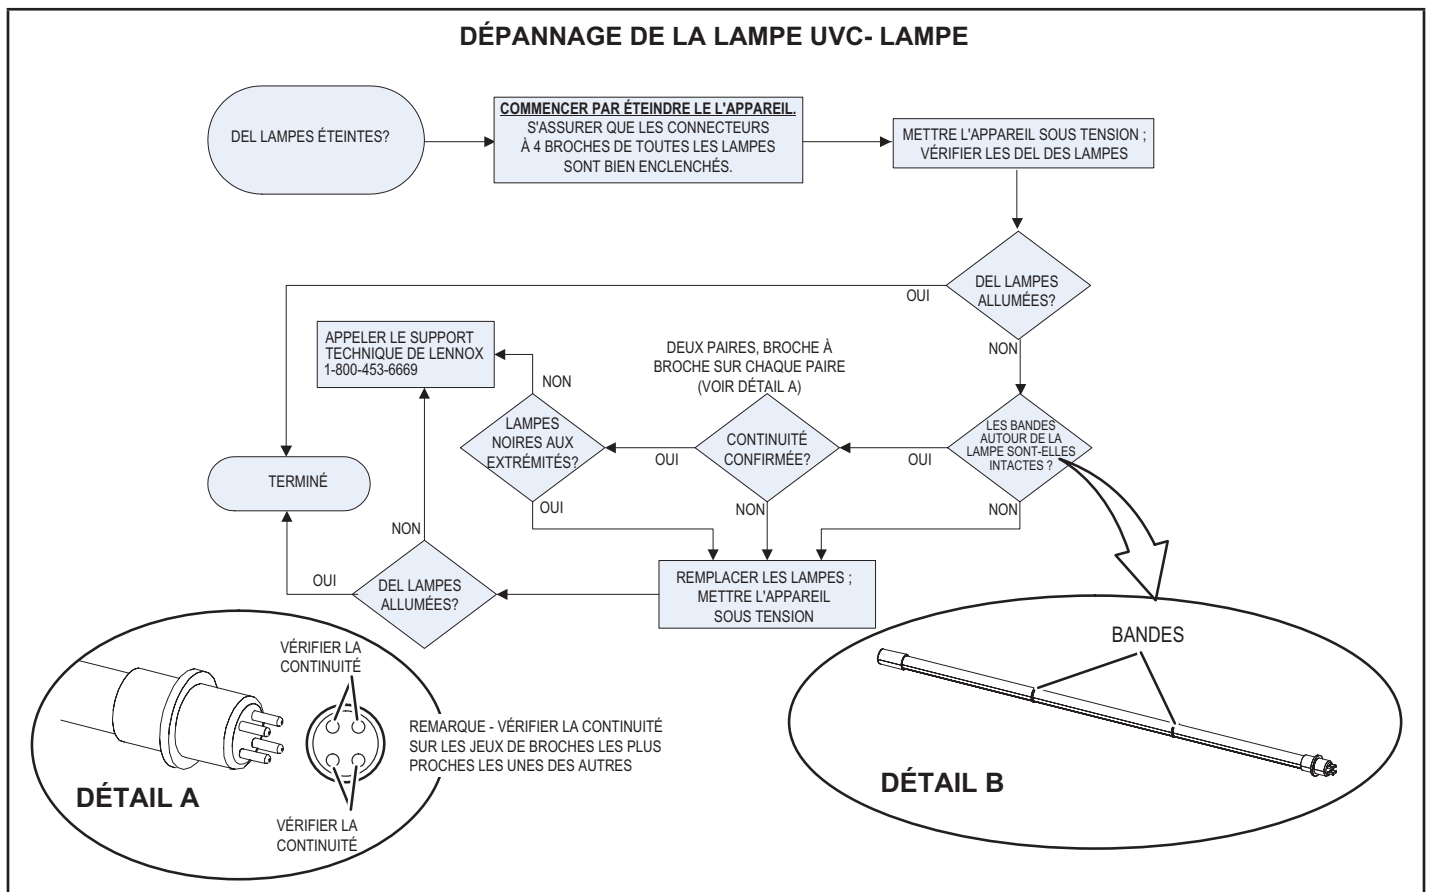 DÉPANNAGE DE LA LAMPE UVC- LAMPE
DEL LAMPES ÉTEINTES?
COMMENCER PAR ÉTEINDRE LE L'APPAREIL.
S'ASSURER QUE LES CONNECTEURS
À 4 BROCHES DE TOUTES LES LAMPES
SONT BIEN ENCLENCHÉS.
METTRE L'APPAREIL SOUS TENSION ;
VÉRIFIER LES DEL DES LAMPES
DEL LAMPES
ALLUMÉES?
OUI
NON
APPELER LE SUPPORT
TECHNIQUE DE LENNOX
1-800-453-6669
DEUX PAIRES, BROCHE À
BROCHE SUR CHAQUE PAIRE
(VOIR DÉTAIL A)
NON
LAMPES
NOIRES AUX
EXTRÉMITÉS?
OUI
CONTINUITÉ
CONFIRMÉE?
OUI
LES BANDES
AUTOUR DE LA
LAMPE SONT-ELLES
INTACTES ?
TERMINÉ
OUI
NON
NON
NON
OUI
DEL LAMPES
ALLUMÉES?
REMPLACER LES LAMPES ;
METTRE L'APPAREIL
SOUS TENSION
VÉRIFIER LA
CONTINUITÉ
REMARQUE - VÉRIFIER LA CONTINUITÉ
SUR LES JEUX DE BROCHES LES PLUS
PROCHES LES UNES DES AUTRES
DÉTAIL A
VÉRIFIER LA
CONTINUITÉ
BANDES
DÉTAIL B